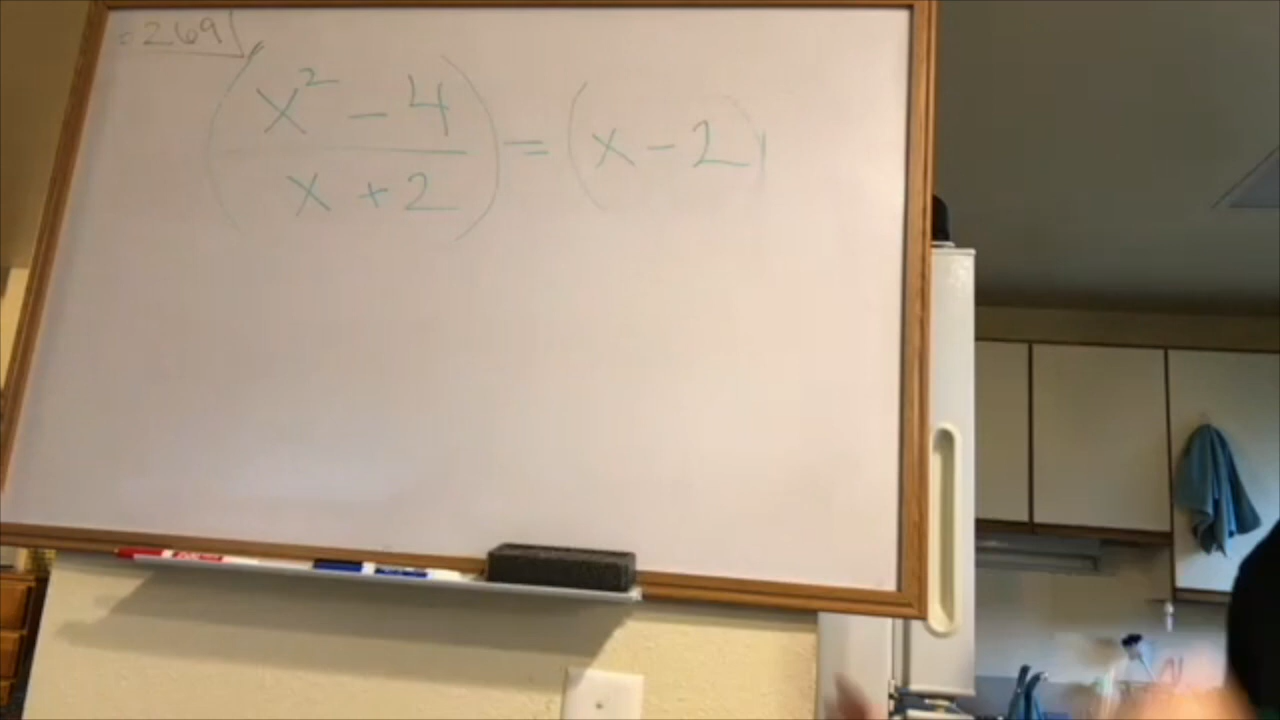 269
(x² - 4) = (x - 2)
x + 2